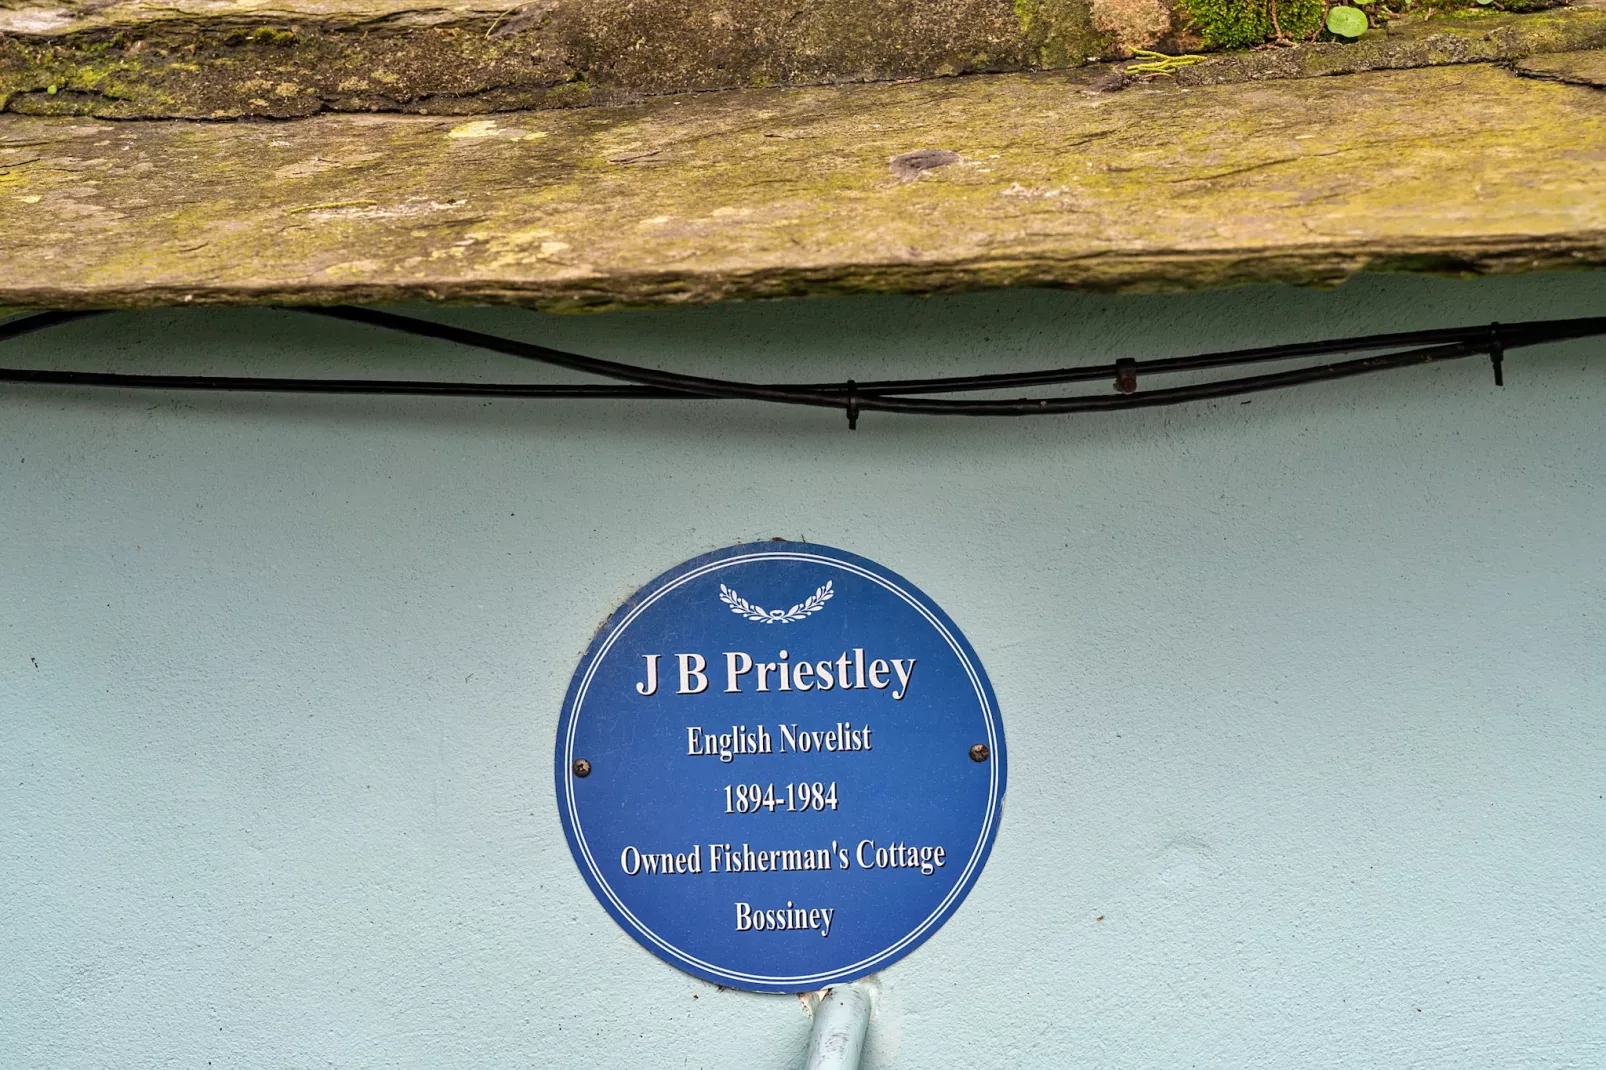 J B Priestley
English Novelist
1894-1984
Owned Fisherman's Cottage
Bossiney